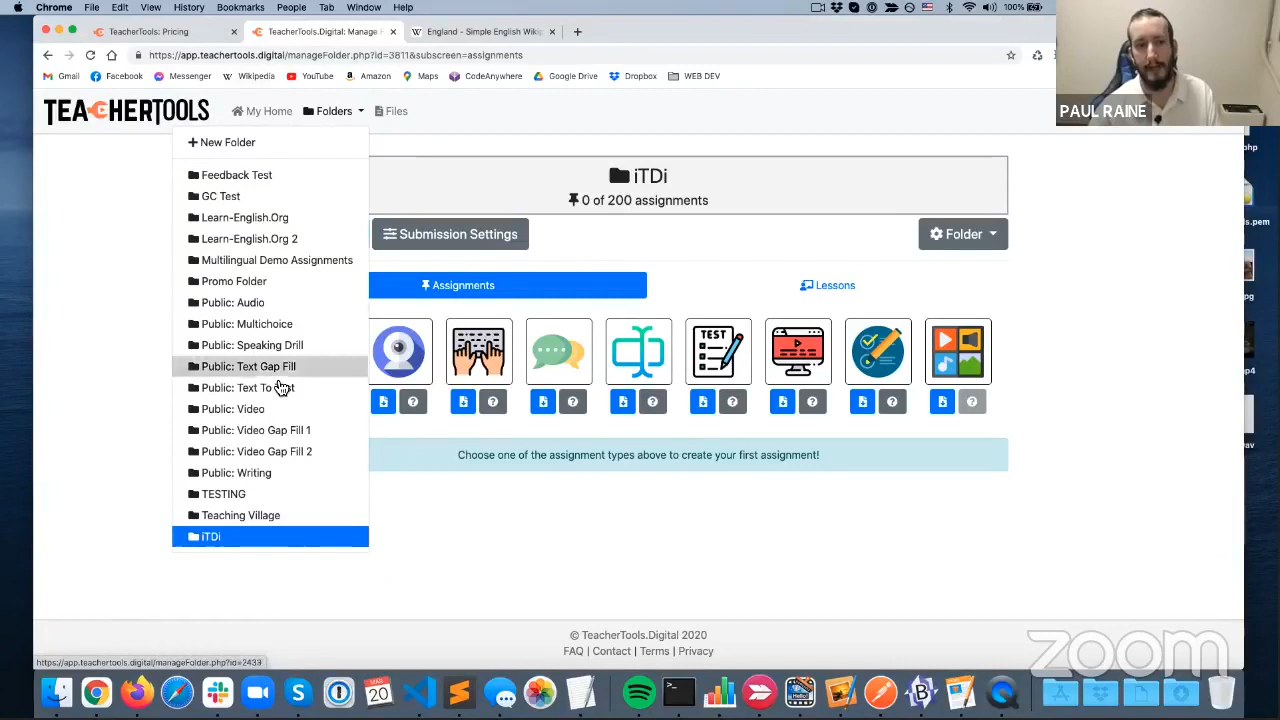 Chrome File Edit View History Bookmarks People Tab Window Help 100%
TeacherTools: Pricing
TeacherTools.Digital: Manage F
England - Simple English Wikip
https://app.teachertools.digital/manageFolder.php?id=3811&subscreen=assignments
Gmail Facebook Messenger Wikipedia YouTube Amazon Maps CodeAnywhere Google Drive Dropbox WEB DEV
PAUL RAINE
TEACHERTOOLS My Home Folders Files
New Folder
Feedback Test
GC Test
Learn-English.Org
Learn-English.Org 2
Multilingual Demo Assignments
Promo Folder
Public: Audio
Public: Multichoice
Public: Speaking Drill
Public: Text Gap Fill
Public: Text To
Public: Video
Public: Video Gap Fill 1
Public: Video Gap Fill 2
Public: Writing
TESTING
Teaching Village
iTDi
iTDi
0 of 200 assignments
Submission Settings
Folder
Assignments
Lessons
TEST
Choose one of the assignment types above to create your first assignment!
© TeacherTools.Digital 2020
FAQ | Contact | Terms | Privacy
https://app.teachertools.digital/manageFolder.php?id=2433
zoom
MAR
20